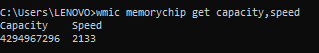 C:\Users\LENOVO>wmic memorychip get capacity,speed
Capacity    Speed
4294967296  2133